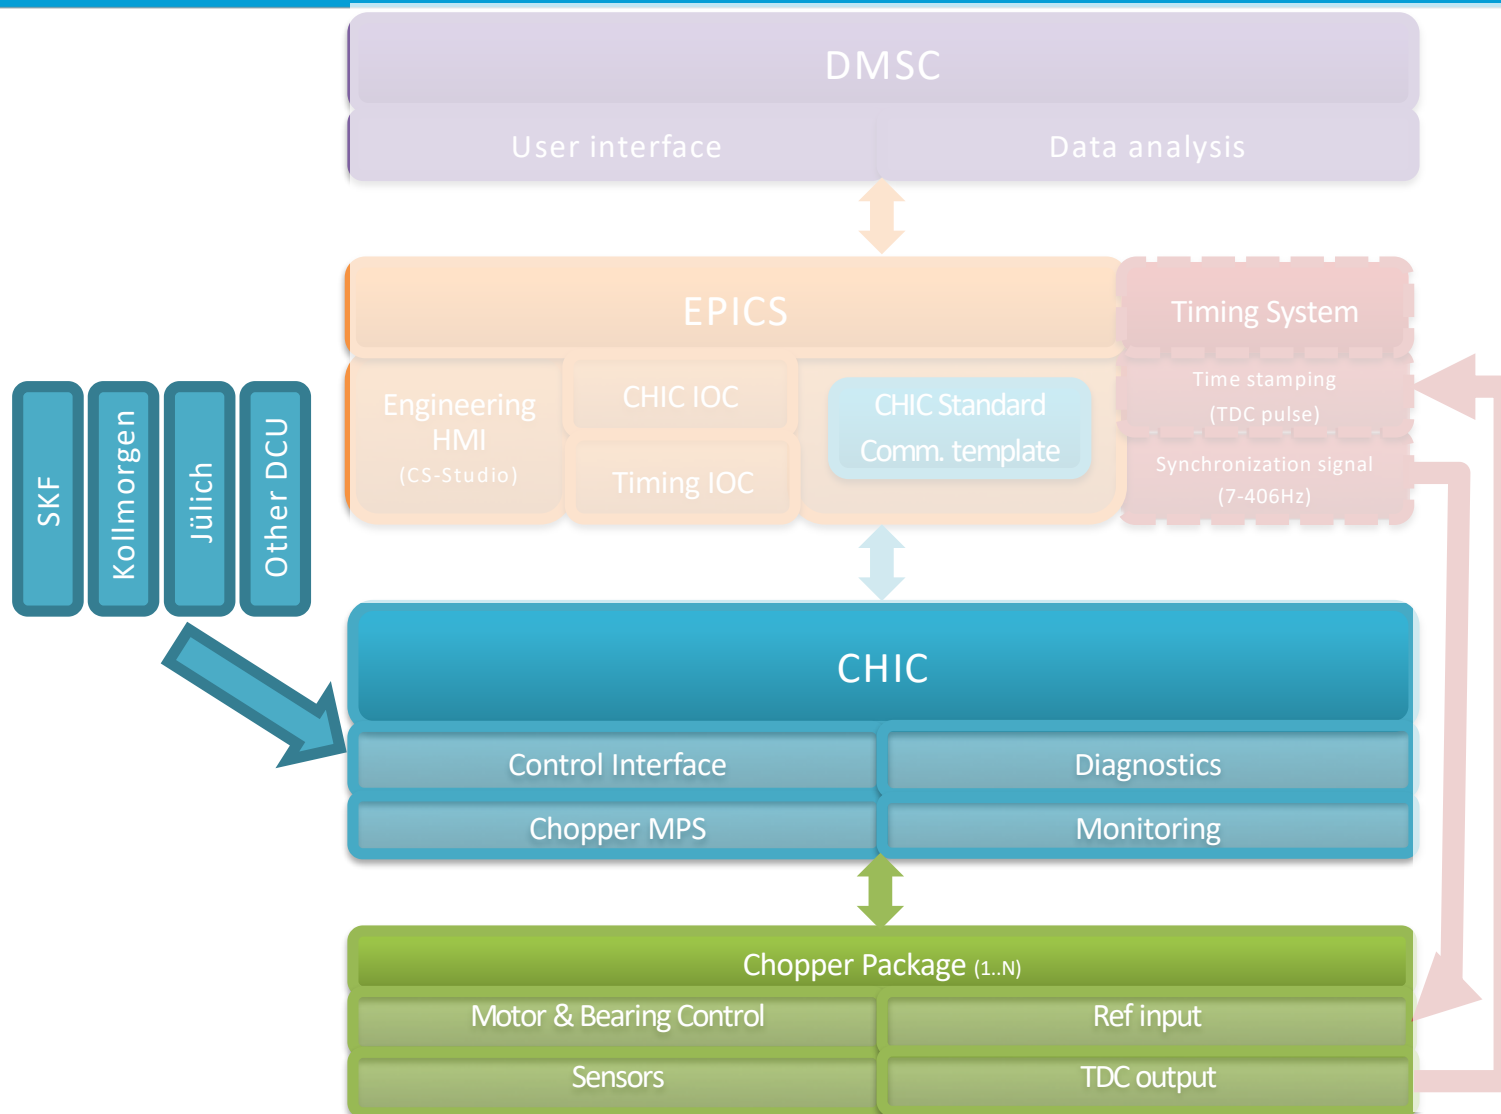 DMSC
User interface
Data analysis
EPICS
Timing System
Engineering
HMI
(CS-Studio)
CHIC IOC
Timing IOC
CHIC Standard
Comm. template
Time stamping
(TDC pulse)
Synchronization signal
(7-406Hz)
SKF
Kollmorgen
Jülich
Other DCU
CHIC
Control Interface
Diagnostics
Chopper MPS
Monitoring
Chopper Package (1..N)
Motor & Bearing Control
Ref input
Sensors
TDC output